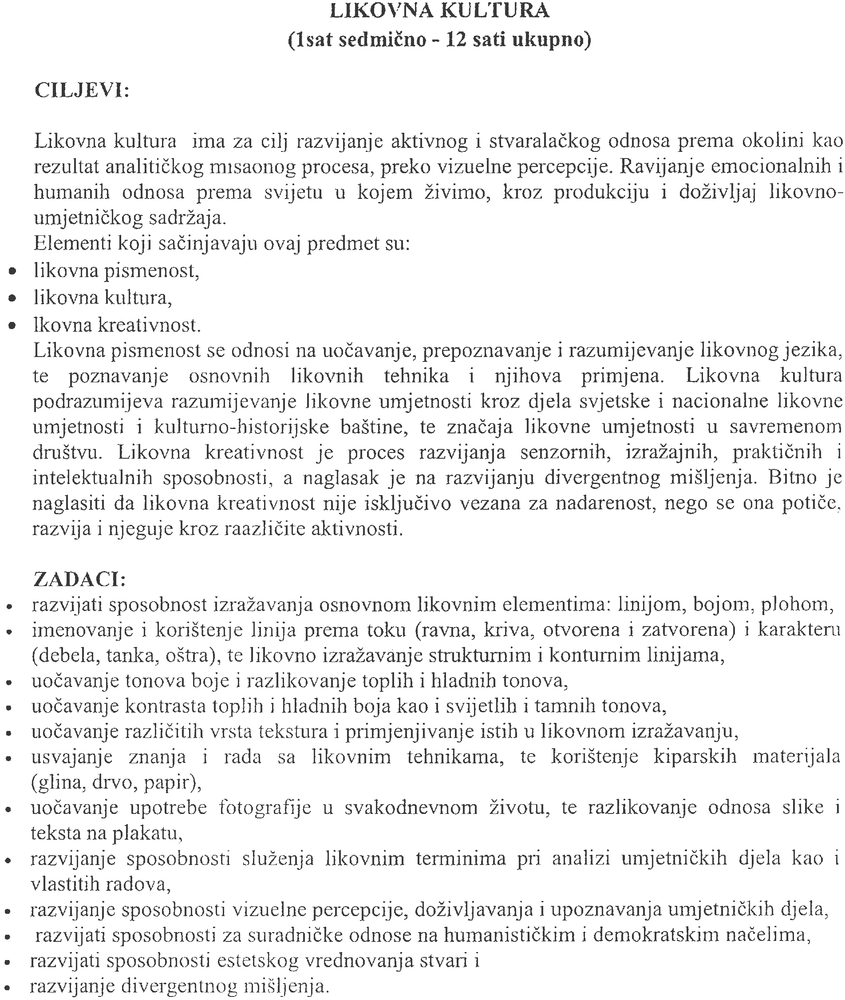 LIKOVNA KULTURA
(1sat sedmično - 12 sati ukupno)
CILJEVI:
Likovna kultura ima za cilj razvijanje aktivnog i stvaralačkog odnosa prema okolini kao
rezultat analitičkog misaonog procesa, preko vizuelne percepcije. Ravijanje emocionalnih i
humanih odnosa prema svijetu u kojem živimo, kroz produkciju i doživljaj likovno-
umjetničkog sadržaja.
Elementi koji sačinjavaju ovaj predmet su:
• likovna pismenost,
• likovna kultura,
• lkovna kreativnost.
Likovna pismenost se odnosi na uočavanje, prepoznavanje i razumijevanje likovnog jezika,
te poznavanje osnovnih likovnih tehnika i njihova primjena. Likovna kultura
podrazumijeva razumijevanje likovne umjetnosti kroz djela svjetske i nacionalne likovne
umjetnosti i kulturno-historijske baštine, te značaja likovne umjetnosti u savremenom
društvu. Likovna kreativnost je proces razvijanja senzornih, izražajnih, praktičnih i
intelektualnih sposobnosti, a naglasak je na razvijanju divergentnog mišljenja. Bitno je
naglasiti da likovna kreativnost nije isključivo vezana za nadarenost, nego se ona potiče,
razvija i njeguje kroz raazličite aktivnosti.
ZADACI:
• razvijati sposobnost izražavanja osnovnom likovnim elementima: linijom, bojom, plohom,
• imenovanje i korištenje linija prema toku (ravna, kriva, otvorena i zatvorena) i karakteru
(debela, tanka, oštra), te likovno izražavanje strukturnim i konturnim linijama,
• uočavanje tonova boje i razlikovanje toplih i hladnih tonova,
• uočavanje kontrasta toplih i hladnih boja kao i svijetlih i tamnih tonova,
• uočavanje različitih vrsta tekstura i primjenjivanje istih u likovnom izražavanju,
• usvajanje znanja i rada sa likovnim tehnikama, te korištenje kiparskih materijala
(glina, drvo, papir),
• uočavanje upotrebe fotografije u svakodnevnom životu, te razlikovanje odnosa slike i
teksta na plakatu,
• razvijanje sposobnosti služenja likovnim terminima pri analizi umjetničkih djela kao i
vlastitih radova,
• razvijanje sposobnosti vizuelne percepcije, doživljavanja i upoznavanja umjetničkih djela,
• razvijati sposobnosti za suradničke odnose na humanističkim i demokratskim načelima,
• razvijati sposobnosti estetskog vrednovanja stvari i
• razvijanje divergentnog mišljenja.